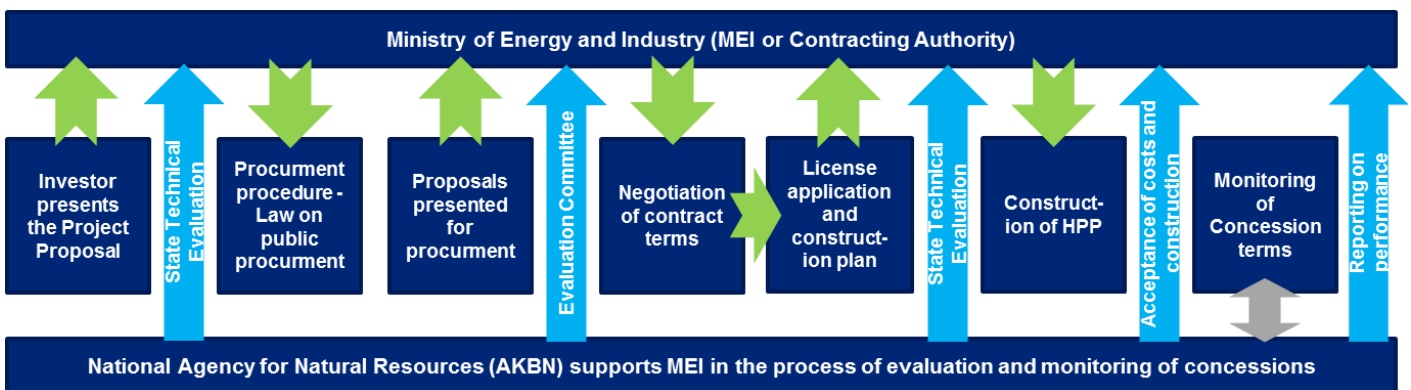 Ministry of Energy and Industry (MEI or Contracting Authority)
Investor
presents
the Project
Proposal
State Technical
Evaluation
Procurment
procedure -
Law on
public
procurment
Proposals
presented
for
procurment
Evaluation Committee
Negotiation
of contract
terms
License
application
and
construct-
ion plan
State Technical
Evaluation
Construct-
ion of HPP
Acceptance of costs and
construction
Monitoring
of
Concession
terms
Reporting on
performance
National Agency for Natural Resources (AKBN) supports MEI in the process of evaluation and monitoring of concessions